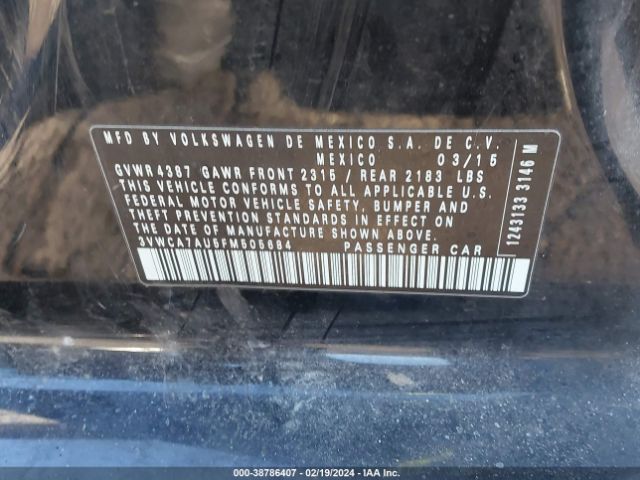 MFD BY VOLKSWAGEN DE MEXICO S.A. DE C.V.
MEXICO 03/15
GVWR 4387 GAWR FRONT 2315 / REAR 2183 LBS
THIS VEHICLE CONFORMS TO ALL APPLICABLE U.S.
FEDERAL MOTOR VEHICLE SAFETY, BUMPER AND
THEFT PREVENTION STANDARDS IN EFFECT ON
THE DATE OF MANUFACTURE SHOWN ABOVE.
3VWCA7AU5FM505684 PASSENGER CAR
1243133 3146 M
000-38786407 - 02/19/2024 - IAA Inc.